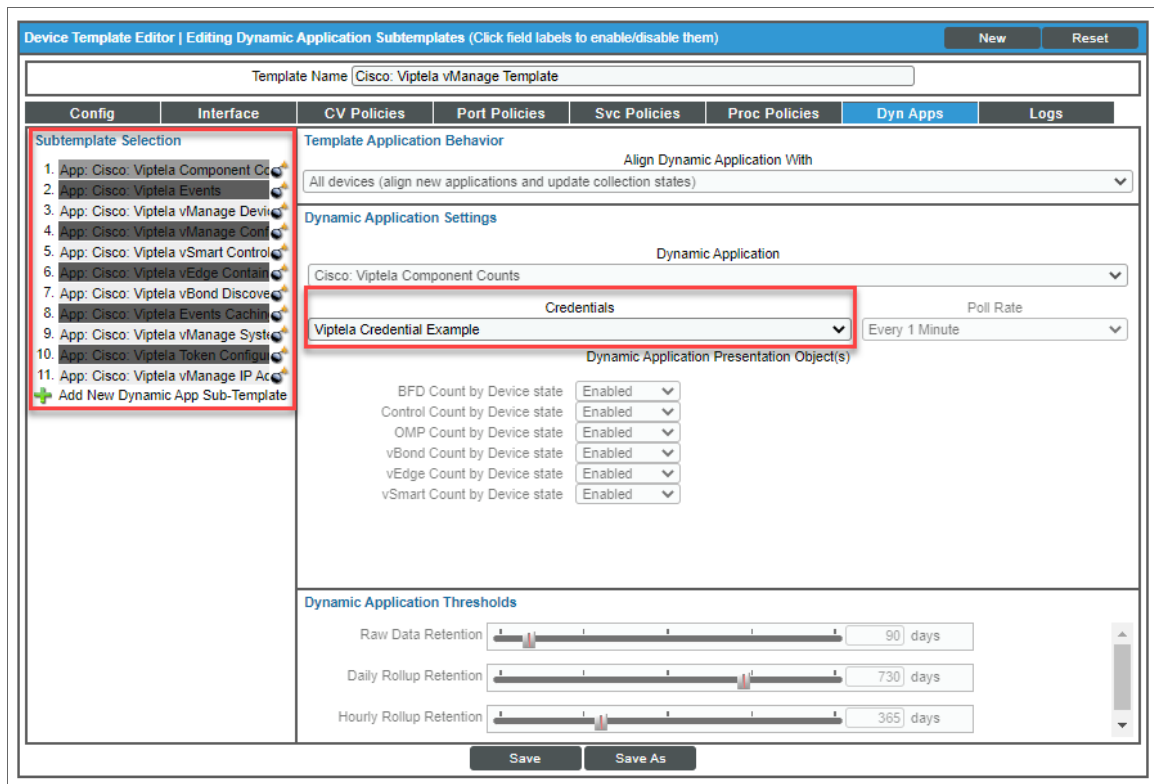 Device Template Editor | Editing Dynamic Application Subtemplates (Click field labels to enable/disable them) New Reset
Template Name Cisco: Viptela vManage Template
Config Interface CV Policies Port Policies Svc Policies Proc Policies Dyn Apps Logs
Subtemplate Selection
1. App: Cisco: Viptela Component Co
2. App: Cisco: Viptela Events
3. App: Cisco: Viptela vManage Devi
4. App: Cisco: Viptela vManage Conf
5. App: Cisco: Viptela vSmart Control
6. App: Cisco: Viptela vEdge Contain
7. App: Cisco: Viptela vBond Discove
8. App: Cisco: Viptela Events Cachin
9. App: Cisco: Viptela vManage Syst
10. App: Cisco: Viptela Token Configu
11. App: Cisco: Viptela vManage IP Ad
Add New Dynamic App Sub-Template
Template Application Behavior
Align Dynamic Application With
All devices (align new applications and update collection states)
Dynamic Application Settings
Dynamic Application
Cisco: Viptela Component Counts
Credentials Poll Rate
Viptela Credential Example Every 1 Minute
Dynamic Application Presentation Object(s)
BFD Count by Device state Enabled
Control Count by Device state Enabled
OMP Count by Device state Enabled
vBond Count by Device state Enabled
vEdge Count by Device state Enabled
vSmart Count by Device state Enabled
Dynamic Application Thresholds
Raw Data Retention 90 days
Daily Rollup Retention 730 days
Hourly Rollup Retention 365 days
Save Save As